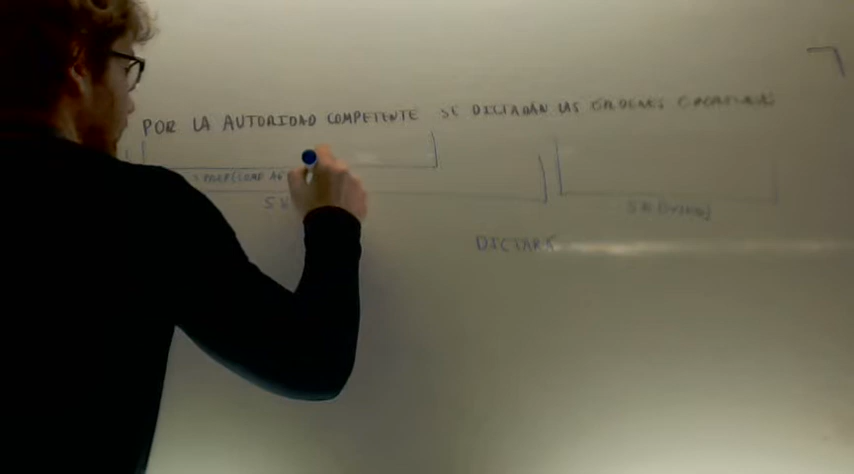 POR LA AUTORIDAD COMPETENTE SE DICTARÁN LAS ÓRDENES OPORTUNAS
DICTARÁ